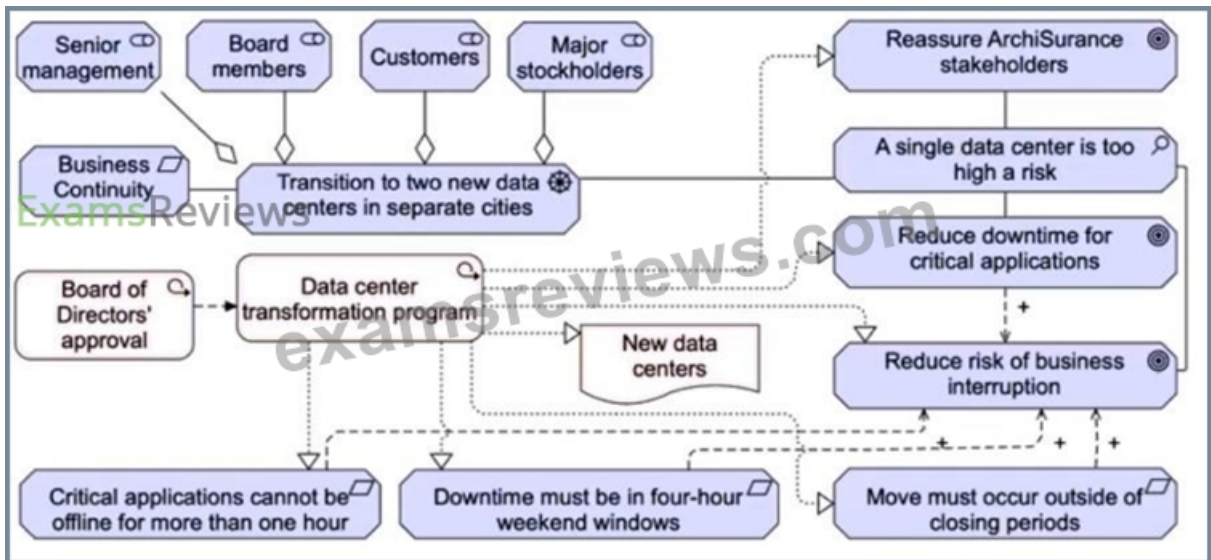 Senior
management
Board
members
Customers
Major
stockholders
Reassure ArchiSurance
stakeholders
Business
Continuity
Transition to two new data
centers in separate cities
A single data center is too
high a risk
ExamsReviews
Reduce downtime for
critical applications
Board of
Directors'
approval
Data center
transformation program
examsreviews.com
New data
centers
+
Reduce risk of business
interruption
+
+
+
Critical applications cannot be
offline for more than one hour
Downtime must be in four-hour
weekend windows
Move must occur outside of
closing periods